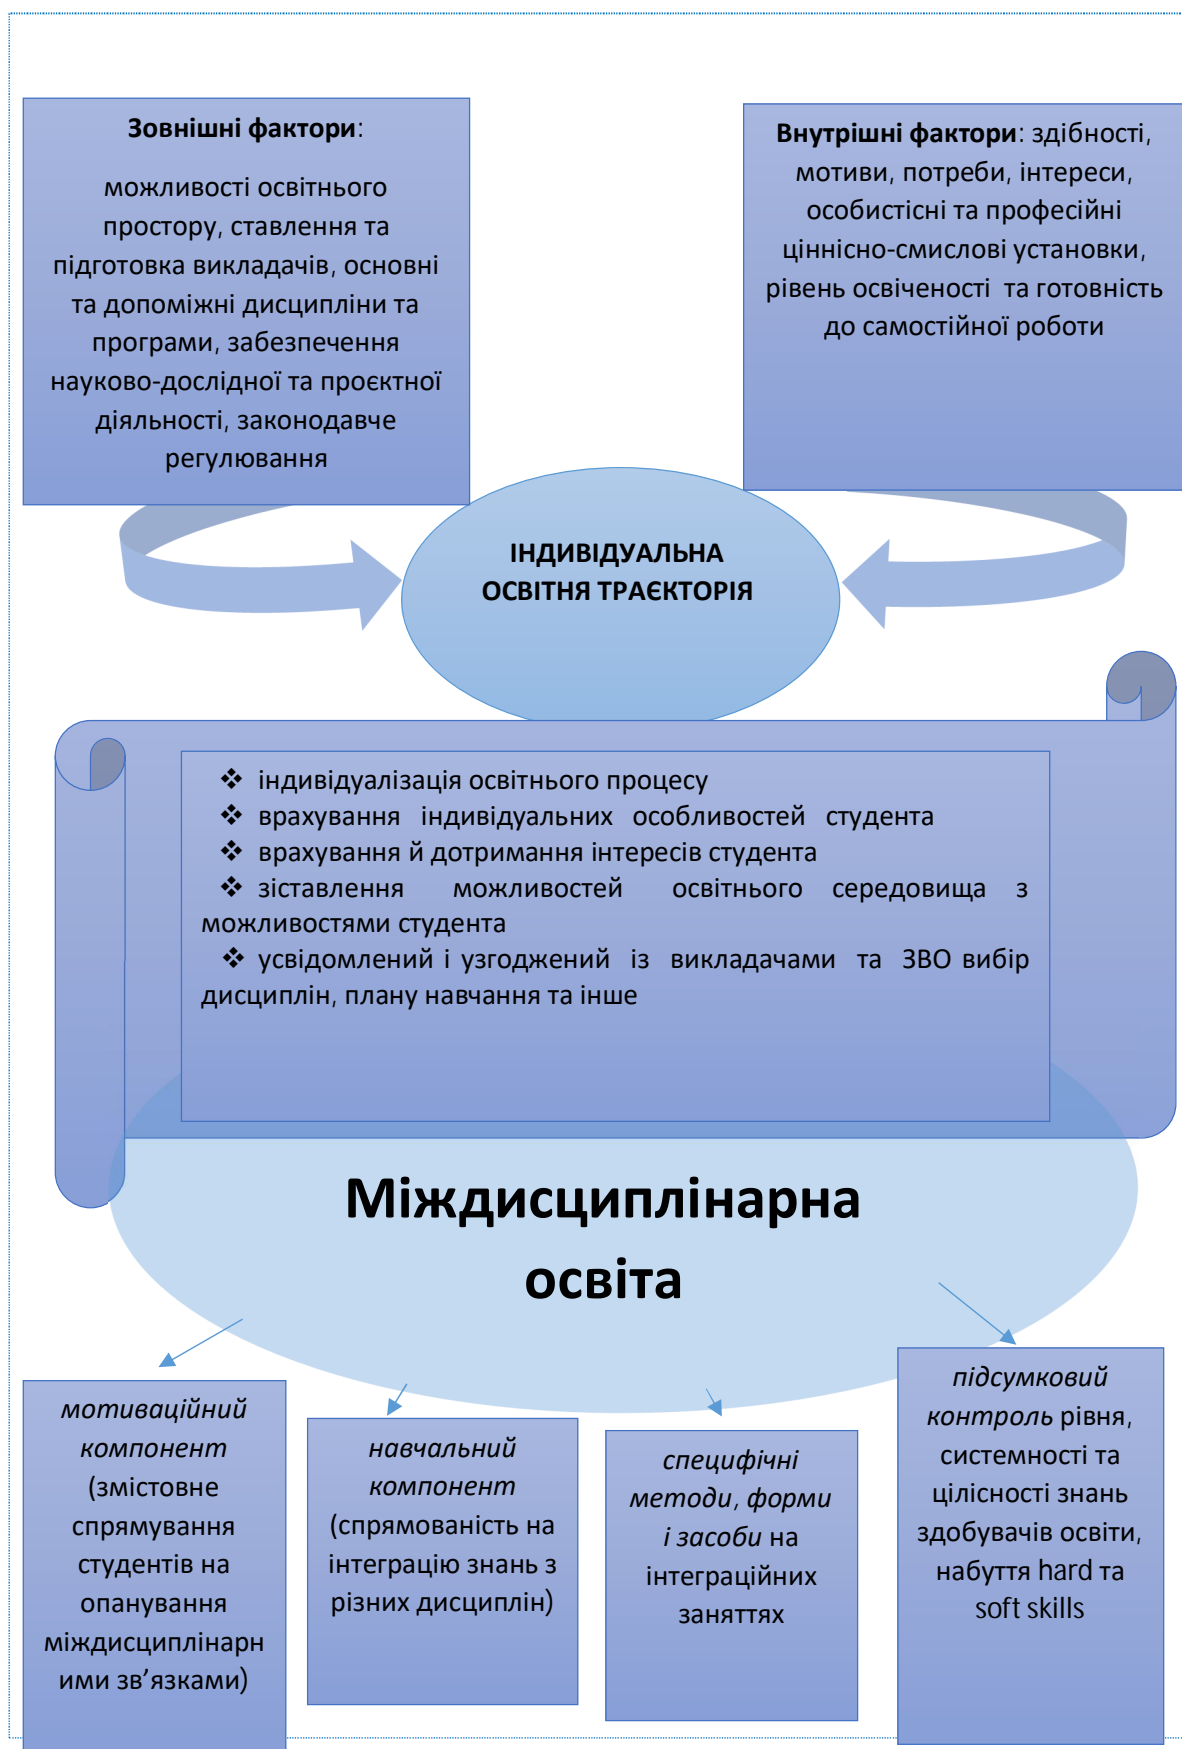 Зовнішні фактори:
можливості освітнього
простору, ставлення та
підготовка викладачів, основні
та допоміжні дисципліни та
програми, забезпечення
науково-дослідної та проєктної
діяльності, законодавче
регулювання
Внутрішні фактори: здібності,
мотиви, потреби, інтереси,
особистісні та професійні
ціннісно-смислові установки,
рівень освіченості та готовність
до самостійної роботи
ІНДИВІДУАЛЬНА
ОСВІТНЯ ТРАЄКТОРІЯ
❖ індивідуалізація освітнього процесу
❖ врахування індивідуальних особливостей студента
❖ врахування й дотримання інтересів студента
❖ зіставлення можливостей освітнього середовища з
можливостями студента
❖ усвідомлений і узгоджений із викладачами та ЗВО вибір
дисциплін, плану навчання та інше
Міждисциплінарна
освіта
мотиваційний
компонент
(змістовне
спрямування
студентів на
опанування
міждисциплінарн
ими зв’язками)
навчальний
компонент
(спрямованість на
інтеграцію знань з
різних дисциплін)
специфічні
методи, форми
і засоби на
інтеграційних
заняттях
підсумковий
контроль рівня,
системності та
цілісності знань
здобувачів освіти,
набуття hard та
soft skills